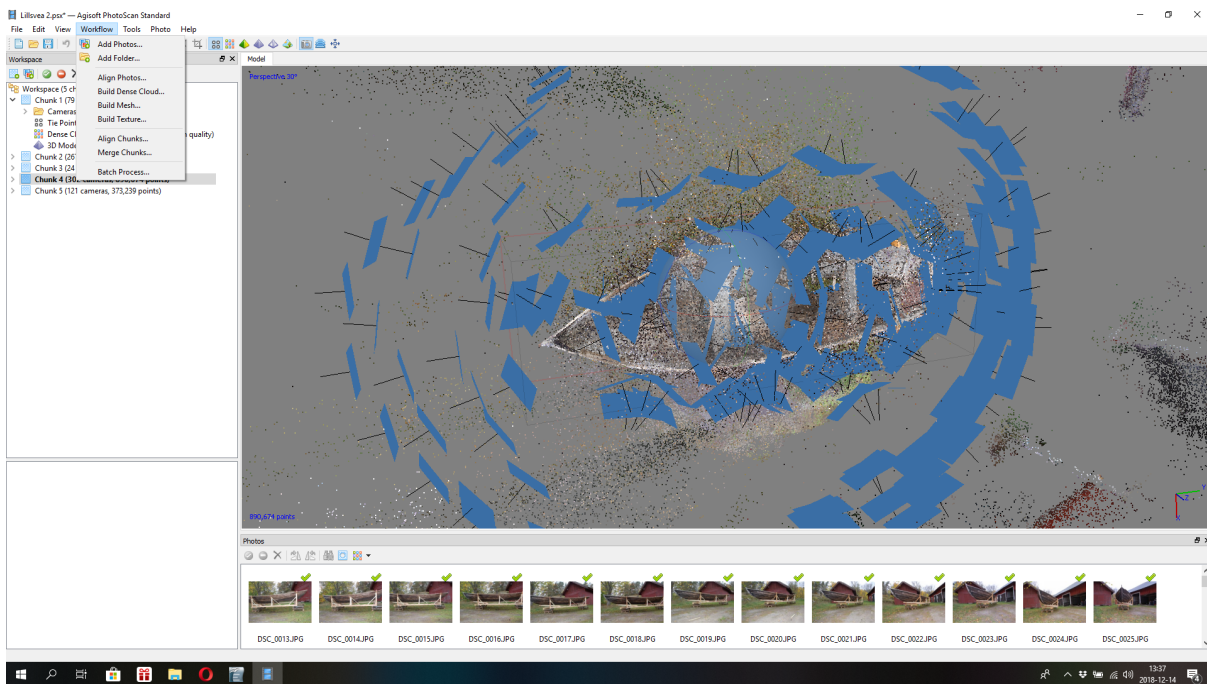 Lillsvea 2.psx* — Agisoft PhotoScan Standard
File Edit View Workflow Tools Photo Help
Workspace
Add Photos...
Add Folder...
Align Photos...
Build Dense Cloud...
Build Mesh...
Build Texture...
Align Chunks...
Merge Chunks...
Batch Process...
Workspace (5 ch
Chunk 1 (79
Cameras
Tie Point
Dense Cl
quality)
3D Mode
Chunk 2 (26
Chunk 3 (24
Chunk 4 (302 cameras, 890,674 points)
Chunk 5 (121 cameras, 373,239 points)
Model
Perspective 30°
890,674 points
Y
Z
X
Photos
DSC_0013.JPG DSC_0014.JPG DSC_0015.JPG DSC_0016.JPG DSC_0017.JPG DSC_0018.JPG DSC_0019.JPG DSC_0020.JPG DSC_0021.JPG DSC_0022.JPG DSC_0023.JPG DSC_0024.JPG DSC_0025.JPG
13:37
2018-12-14